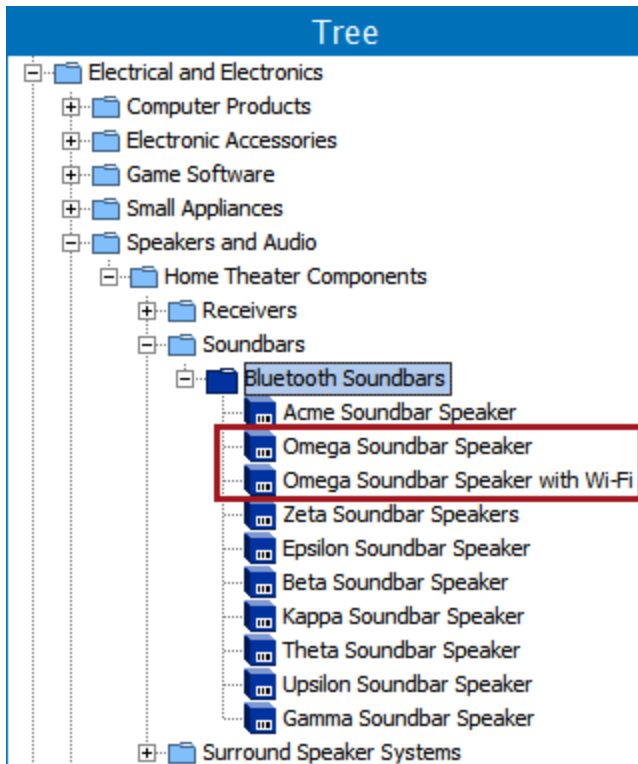 Tree
Electrical and Electronics
Computer Products
Electronic Accessories
Game Software
Small Appliances
Speakers and Audio
Home Theater Components
Receivers
Soundbars
Bluetooth Soundbars
Acme Soundbar Speaker
Omega Soundbar Speaker
Omega Soundbar Speaker with Wi-Fi
Zeta Soundbar Speakers
Epsilon Soundbar Speaker
Beta Soundbar Speaker
Kappa Soundbar Speaker
Theta Soundbar Speaker
Upsilon Soundbar Speaker
Gamma Soundbar Speaker
Surround Speaker Systems